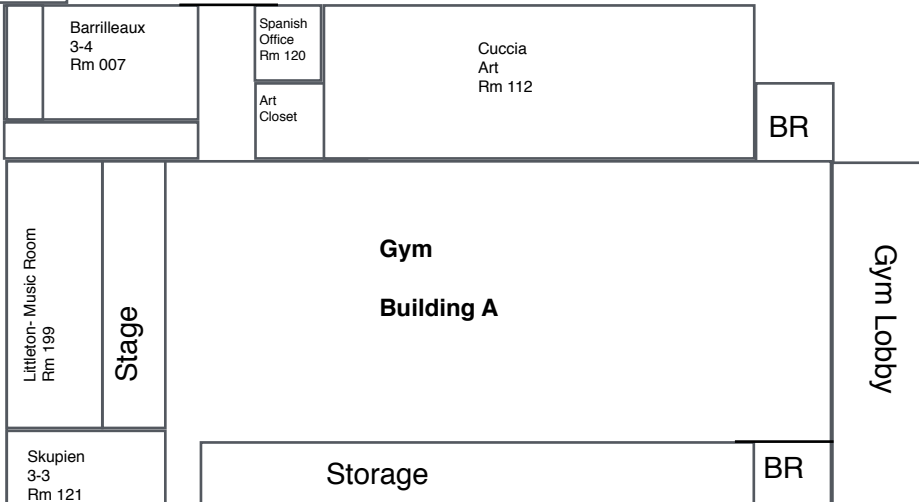 Barrilleaux
3-4
Rm 007
Spanish
Office
Rm 120
Art
Closet
Cuccia
Art
Rm 112
BR
Littleton- Music Room
Rm 199
Stage
Gym
Building A
Gym Lobby
Skupien
3-3
Rm 121
Storage
BR